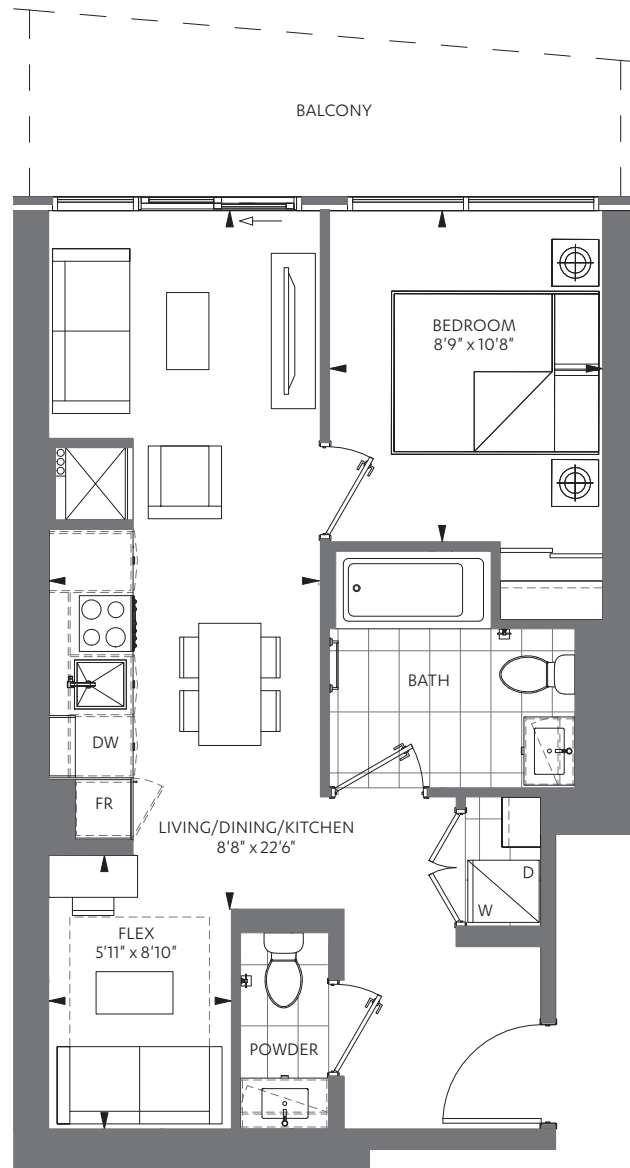 BALCONY
BEDROOM
8'9" x 10'8"
BATH
DW
FR
LIVING/DINING/KITCHEN
8'8" x 22'6"
D
W
FLEX
5'11" x 8'10"
POWDER